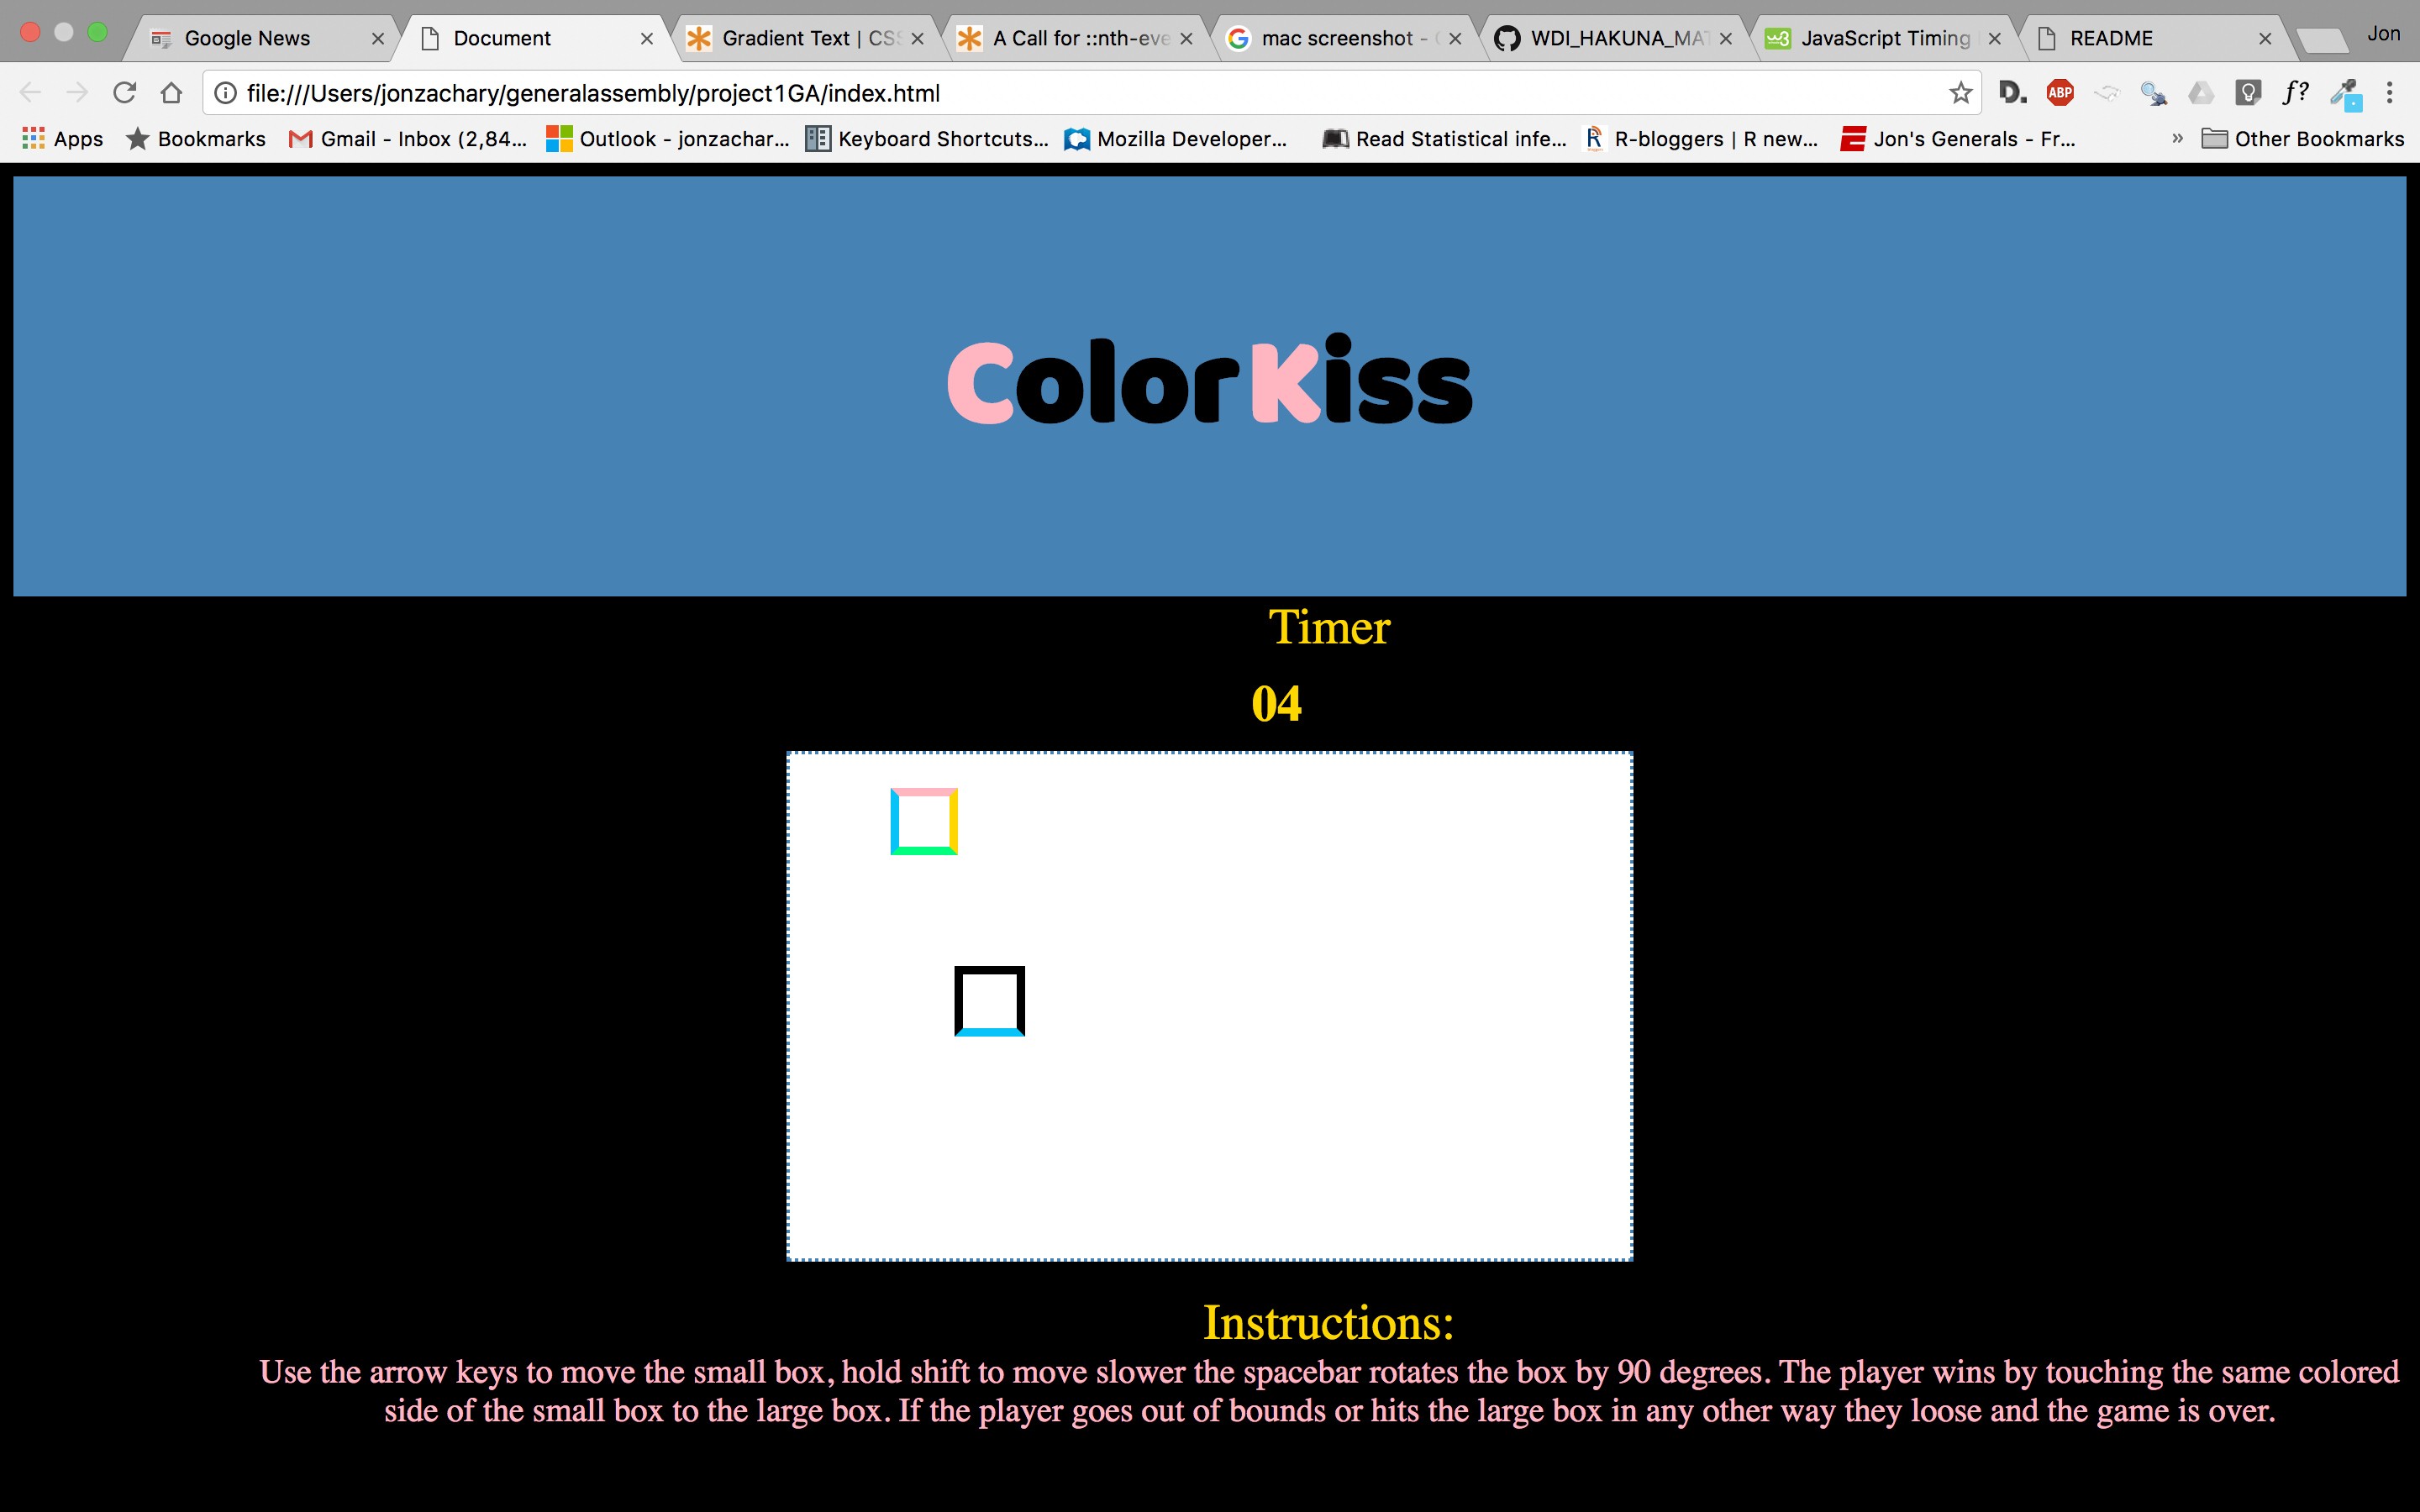 Google News
Document
Gradient Text | CSS
A Call for ::nth-eve
mac screenshot -
WDI_HAKUNA_MA
JavaScript Timing
README
Jon
file:///Users/jonzachary/generalassembly/project1GA/index.html
D.
ABP
f?
Apps
Bookmarks
Gmail - Inbox (2,84...
Outlook - jonzachar...
Keyboard Shortcuts...
Mozilla Developer...
Read Statistical infe...
R-bloggers | R new...
Jon's Generals - Fr...
» Other Bookmarks
ColorKiss
Timer
04
Instructions:
Use the arrow keys to move the small box, hold shift to move slower the spacebar rotates the box by 90 degrees. The player wins by touching the same colored
side of the small box to the large box. If the player goes out of bounds or hits the large box in any other way they loose and the game is over.